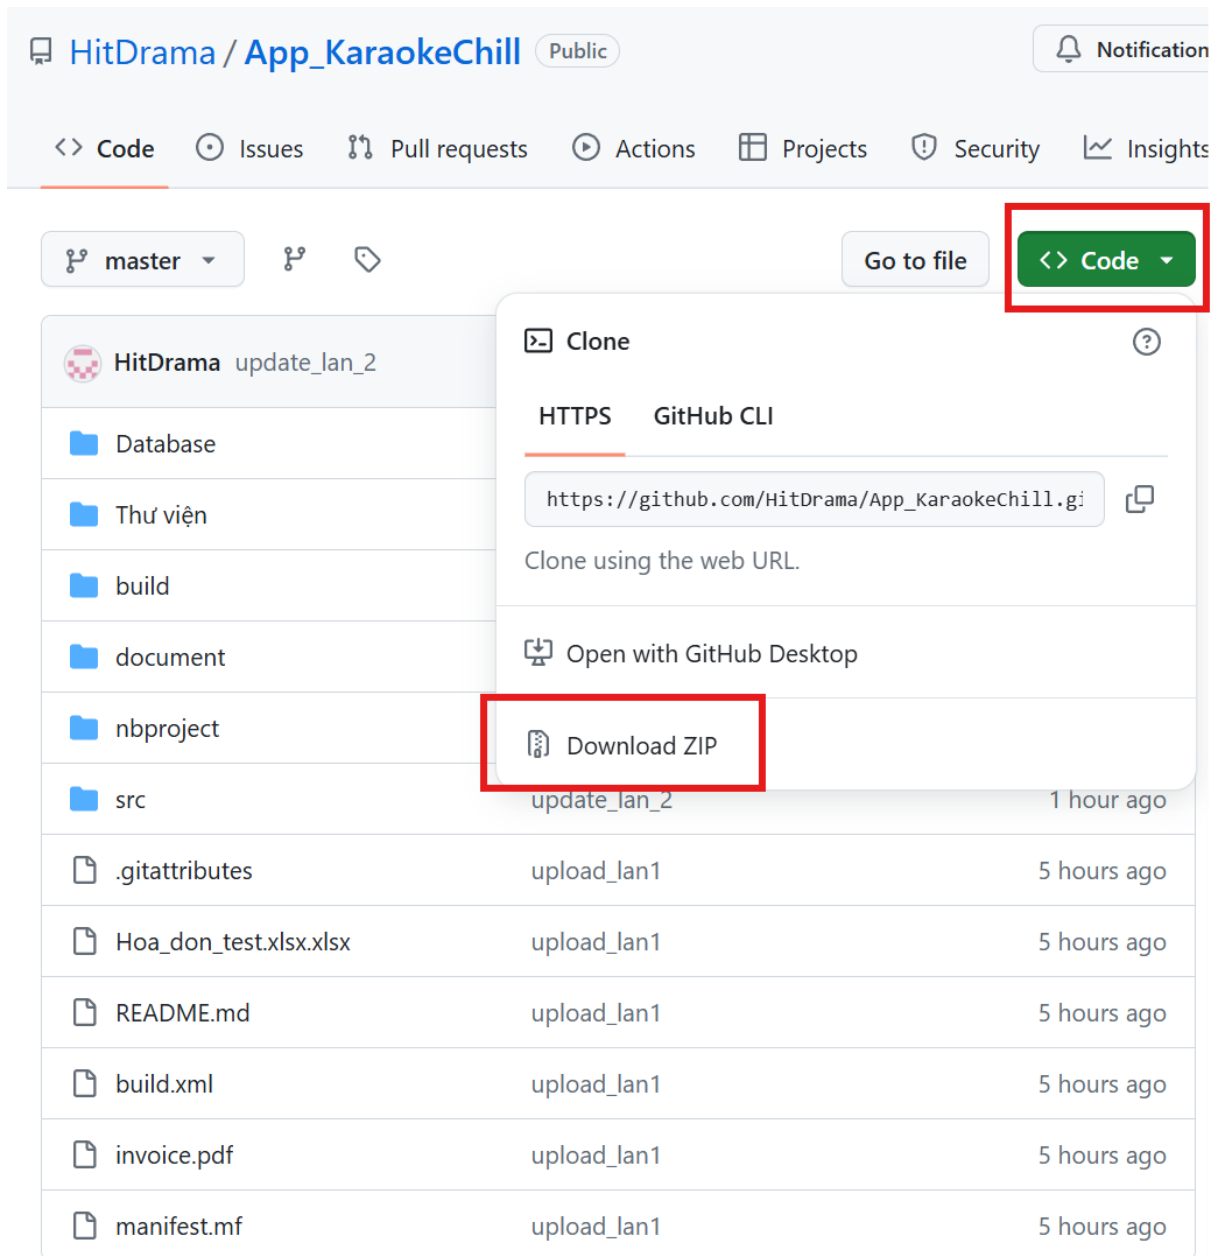 HitDrama / App_KaraokeChill Public Notification
Code Issues Pull requests Actions Projects Security Insights
master Go to file Code
HitDrama update_lan_2
Clone
HTTPS GitHub CLI
https://github.com/HitDrama/App_KaraokeChill.gi
Clone using the web URL.
Open with GitHub Desktop
Download ZIP
Database
Thư viện
build
document
nbproject
src update_lan_2 1 hour ago
.gitattributes upload_lan1 5 hours ago
Hoa_don_test.xlsx.xlsx upload_lan1 5 hours ago
README.md upload_lan1 5 hours ago
build.xml upload_lan1 5 hours ago
invoice.pdf upload_lan1 5 hours ago
manifest.mf upload_lan1 5 hours ago